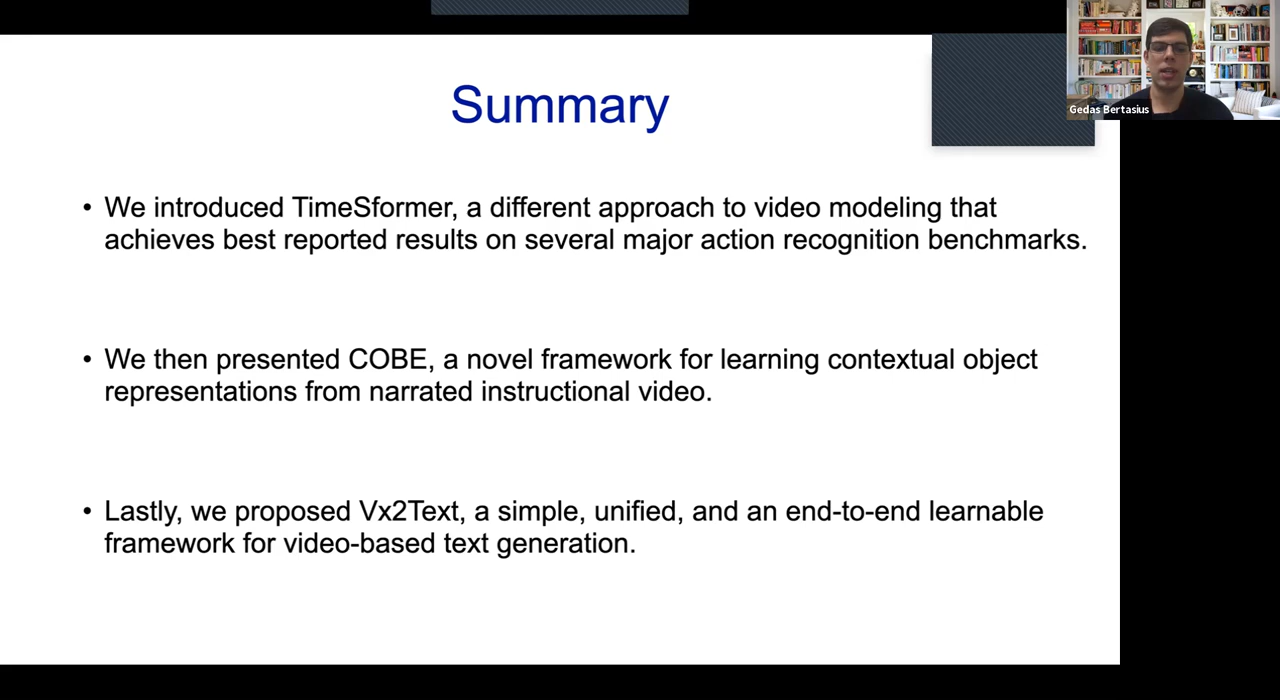 Summary
Gedas Bertasius
• We introduced TimeSformer, a different approach to video modeling that
achieves best reported results on several major action recognition benchmarks.
• We then presented COBE, a novel framework for learning contextual object
representations from narrated instructional video.
• Lastly, we proposed Vx2Text, a simple, unified, and an end-to-end learnable
framework for video-based text generation.